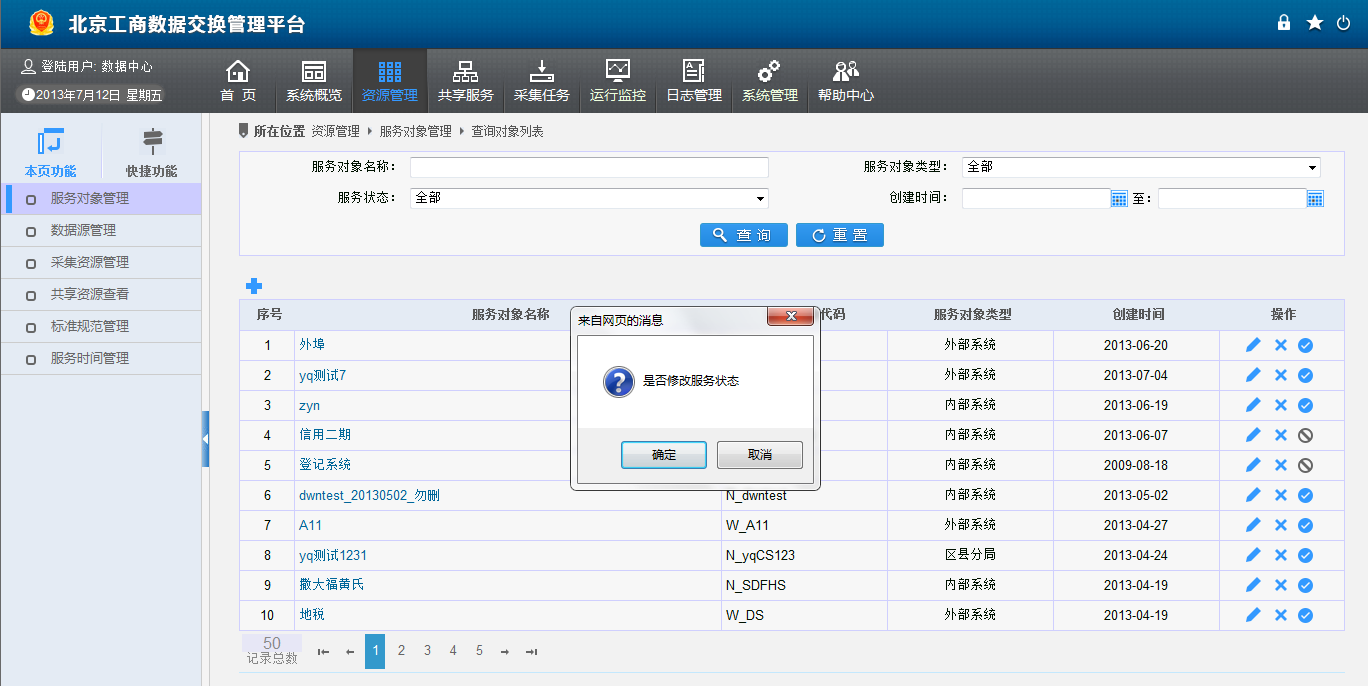 北京工商数据交换管理平台
登陆用户: 数据中心
2013年7月12日 星期五
首 页 系统概览 资源管理 共享服务 采集任务 运行监控 日志管理 系统管理 帮助中心
本页功能 快捷功能
服务对象管理
数据源管理
采集资源管理
共享资源查看
标准规范管理
服务时间管理
所在位置 资源管理 服务对象管理 查询对象列表
服务对象名称: 服务对象类型: 全部
服务状态: 全部 创建时间: 至:
查 询 重 置
序号 服务对象名称 代码 服务对象类型 创建时间 操作
1 外埠 外部系统 2013-06-20
2 yq测试7 外部系统 2013-07-04
3 zyn 内部系统 2013-06-19
4 信用二期 内部系统 2013-06-07
5 登记系统 内部系统 2009-08-18
6 dwntest_20130502_勿删 N_dwntest 内部系统 2013-05-02
7 A11 W_A11 外部系统 2013-04-27
8 yq测试1231 N_yqCS123 区县分局 2013-04-24
9 撒大福黄氏 N_SDFHS 内部系统 2013-04-19
10 地税 W_DS 外部系统 2013-04-19
来自网页的消息
是否修改服务状态
确定 取消
50
记录总数
1 2 3 4 5